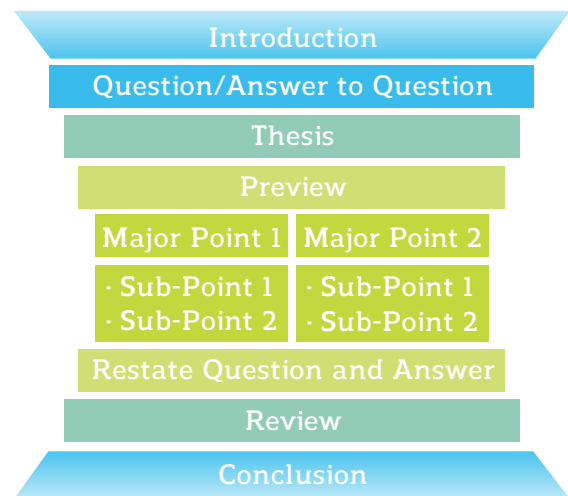 Introduction
Question/Answer to Question
Thesis
Preview
Major Point 1
Major Point 2
· Sub-Point 1
· Sub-Point 2
· Sub-Point 1
· Sub-Point 2
Restate Question and Answer
Review
Conclusion